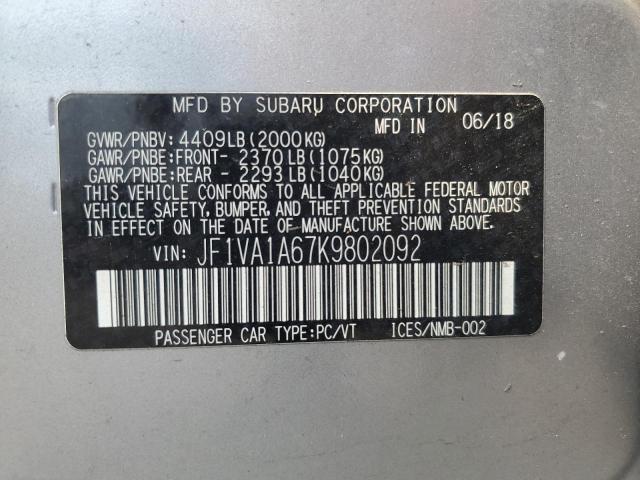 MFD BY SUBARU CORPORATION
MFD IN 06/18
GVWR/PNBV: 4409LB(2000KG)
GAWR/PNBE:FRONT- 2370LB(1075KG)
GAWR/PNBE:REAR - 2293LB(1040KG)
THIS VEHICLE CONFORMS TO ALL APPLICABLE FEDERAL MOTOR
VEHICLE SAFETY, BUMPER, AND THEFT PREVENTION STANDARDS
IN EFFECT ON THE DATE OF MANUFACTURE SHOWN ABOVE.
VIN: JF1VA1A67K9802092
PASSENGER CAR TYPE:PC/VT ICES/NMB-002